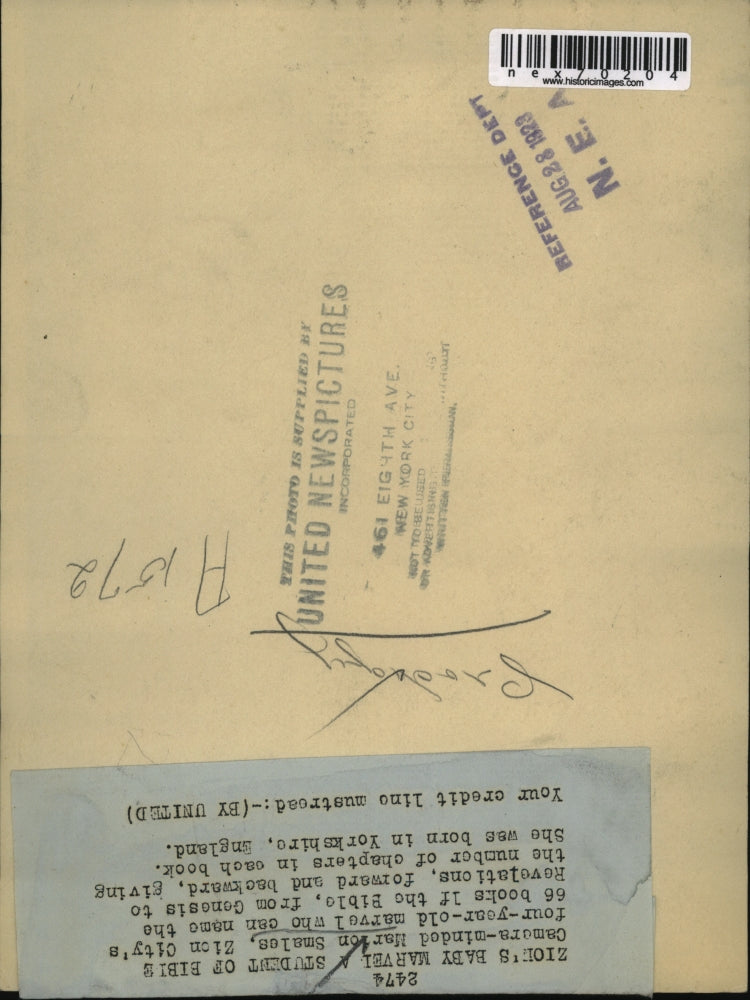 nex70204
www.historicimages.com
REFERENCE DEPT
AUG 28 1928
N. E. A
THIS PHOTO IS SUPPLIED BY
UNITED NEWSPICTURES
INCORPORATED
461 EIGHTH AVE.
NEW YORK CITY
NOT TO BE USED
OR ADVERTISING
WRITTEN
A 1572
2474
ZION'S BABY MARVEL A STUDENT OF BIBLE
Camera-minded Marion Smales, Zion City's
four-year-old marvel who can name the
66 books if the Bible, from Genesis to
Revelations, forward and backward, giving
the number of chapters in each book.
She was born in Yorkshire, England.
Your credit line mustread:-(BY UNITED)